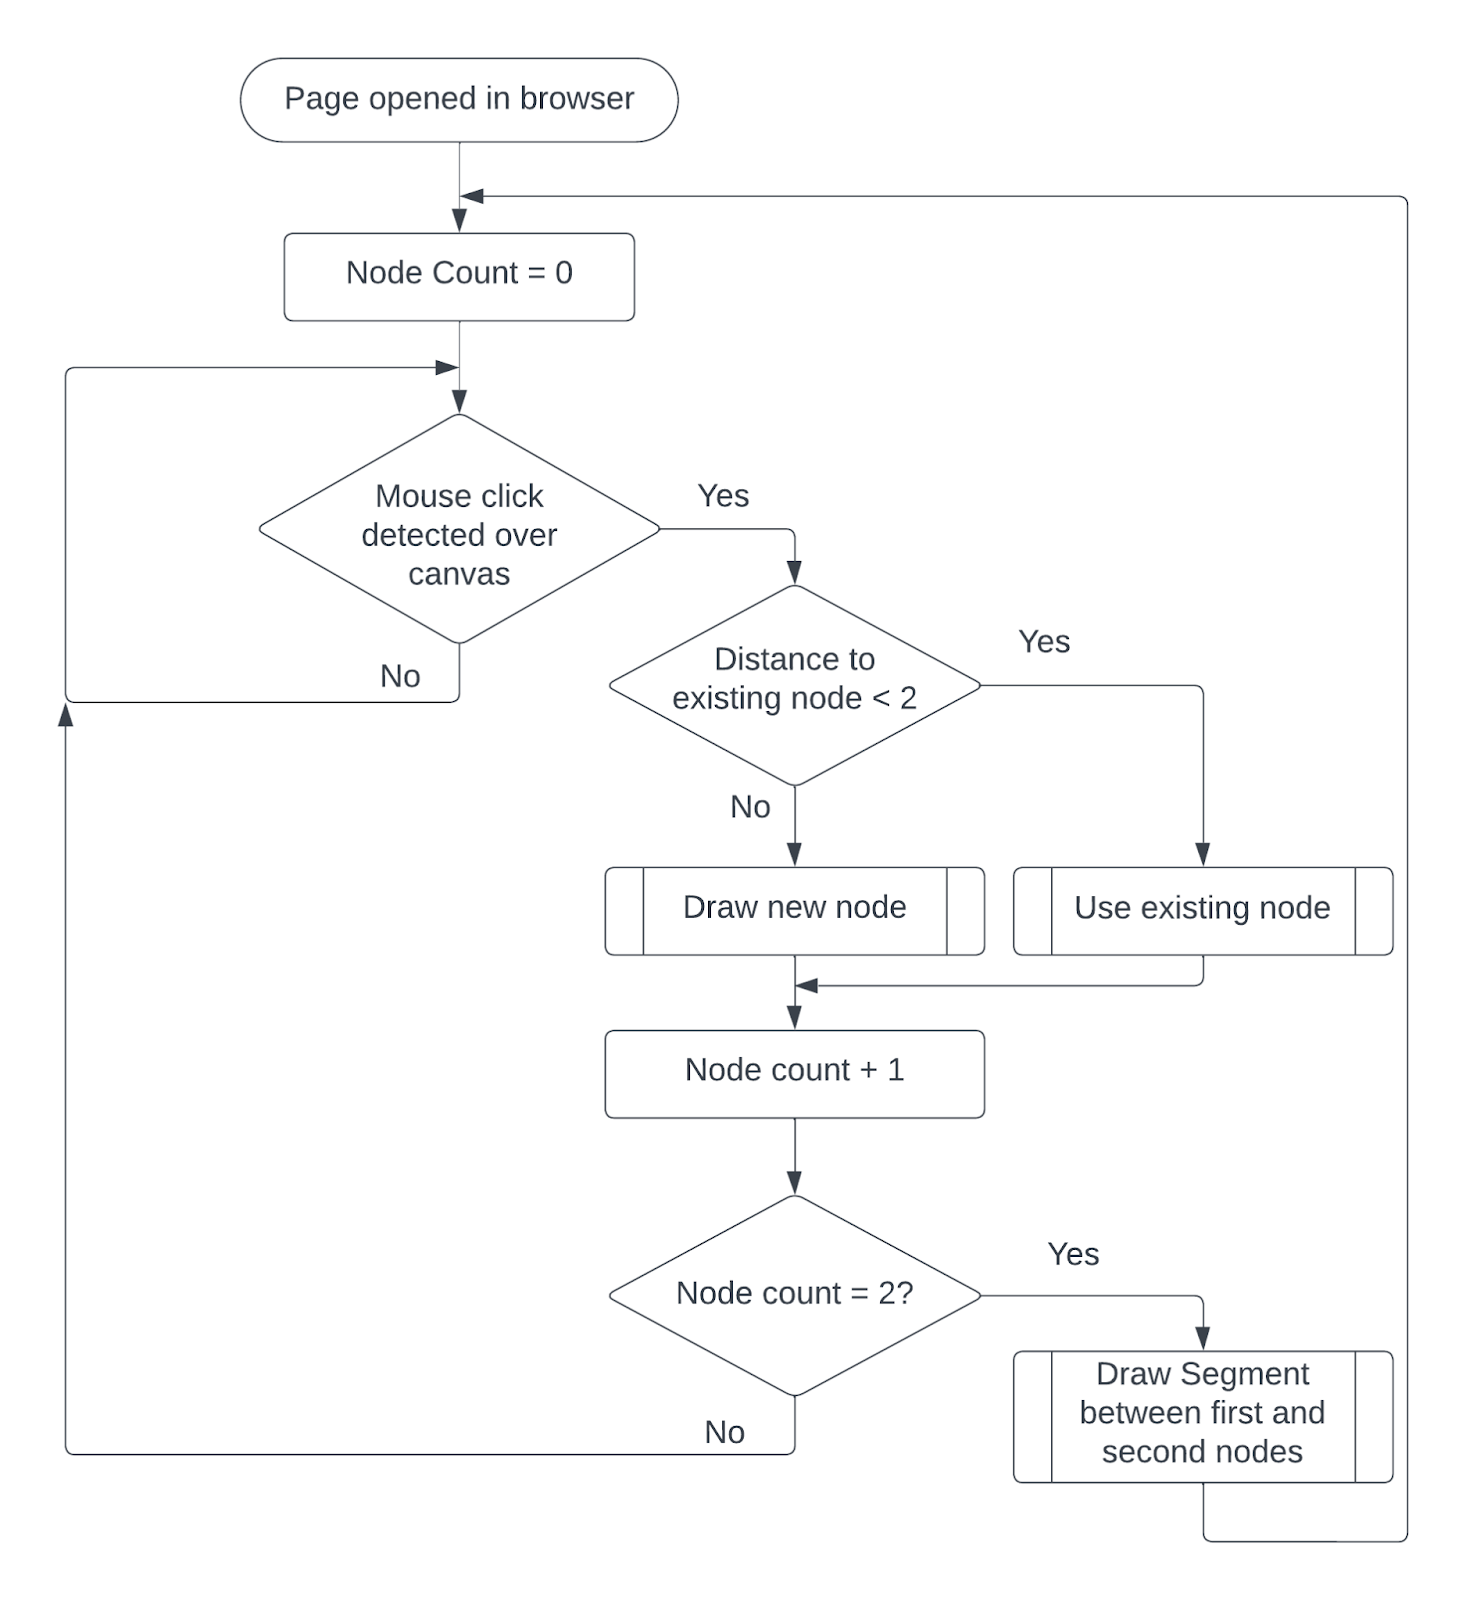 Page opened in browser
Node Count = 0
Mouse click
detected over
canvas
Yes
No
Distance to
existing node < 2
Yes
No
Draw new node
Use existing node
Node count + 1
Node count = 2?
Yes
No
Draw Segment
between first and
second nodes